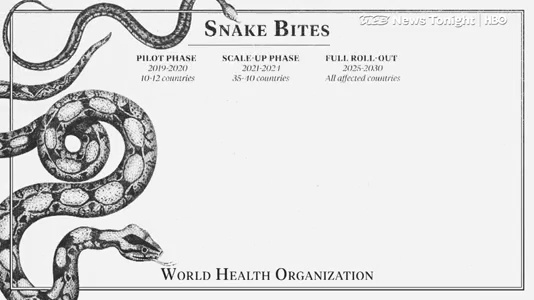 Snake Bites
VICE News Tonight | HBO
PILOT PHASE
2019-2020
10-12 countries
SCALE-UP PHASE
2021-2024
35-40 countries
FULL ROLL-OUT
2025-2030
All affected countries
World Health Organization